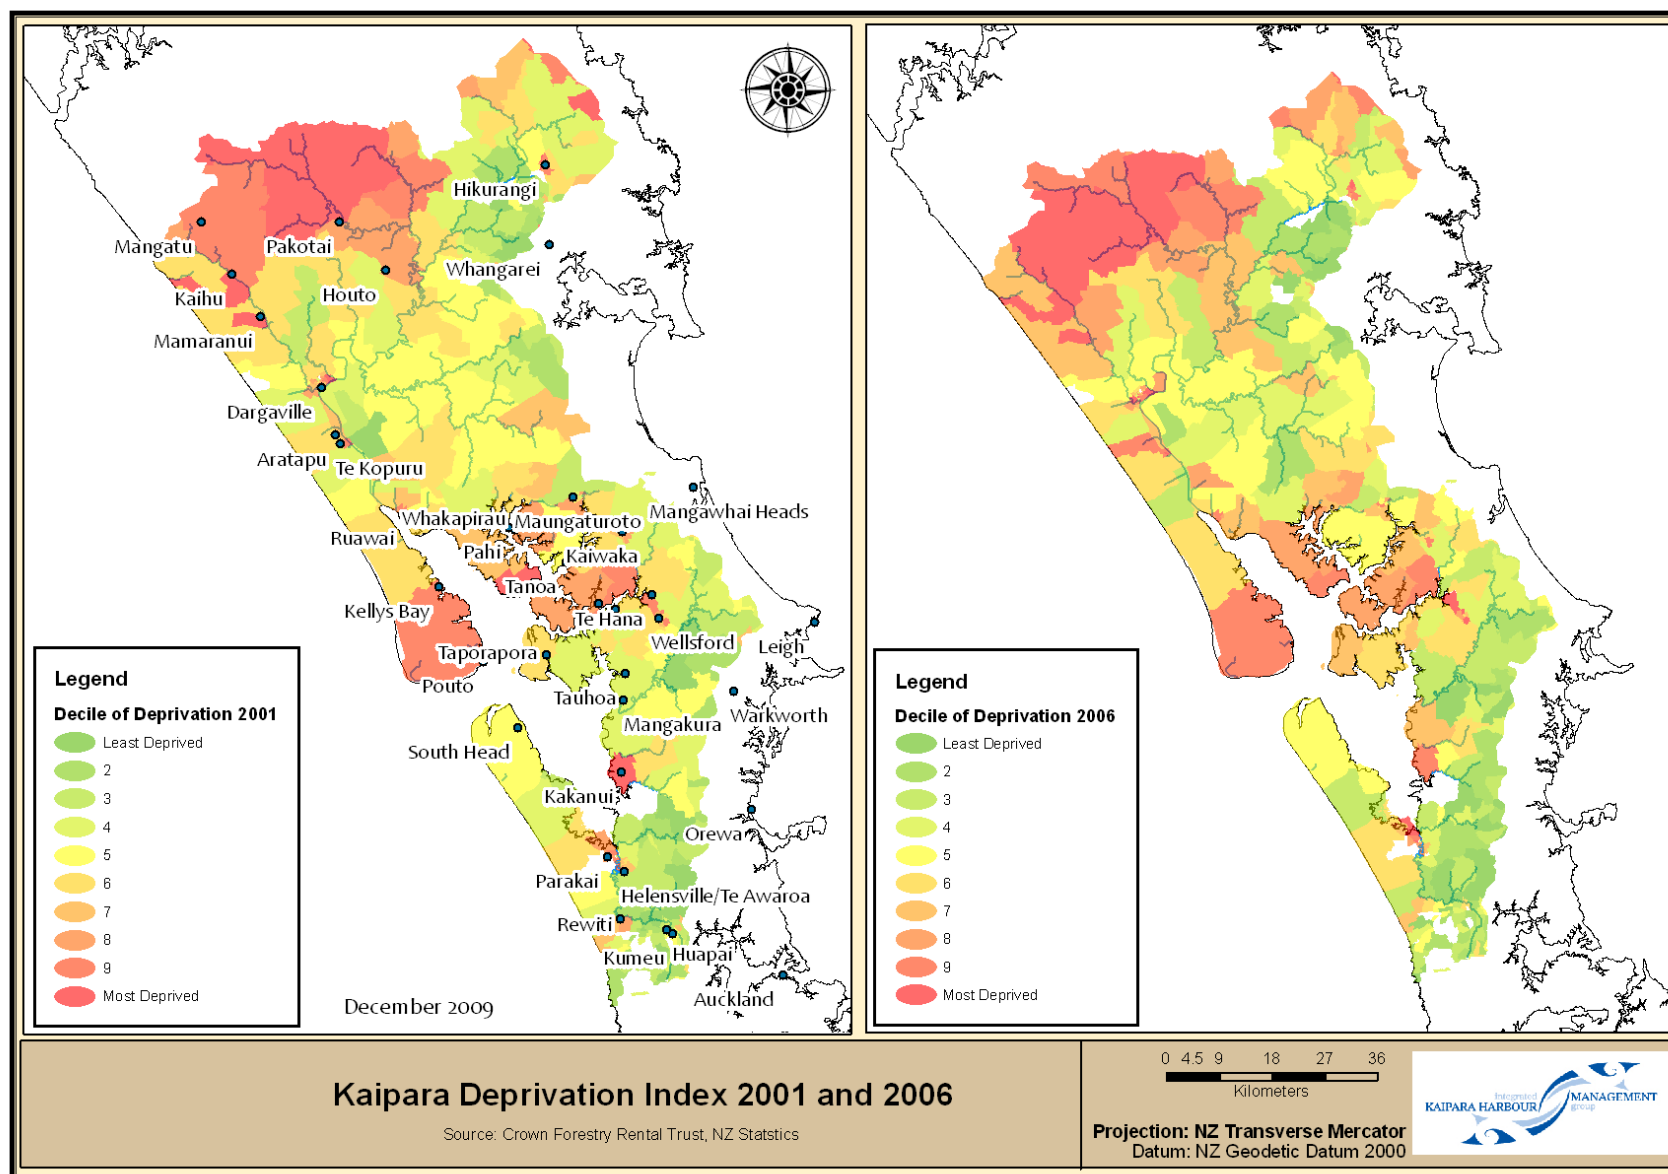 Hikurangi
Mangatu
Pakotai
Whangarei
Kaihu
Houto
Mamaranui
Dargaville
Aratapu
Te Kopuru
Mangawhai Heads
Whakapirau
Maungaturoto
Ruawai
Pahi
Kaiwaka
Tanoa
Kellys Bay
Te Hana
Wellsford
Leigh
Taporapora
Pouto
Tauhoa
Warkworth
Mangakura
South Head
Kakanui
Orewa
Parakai
Helensville/Te Awaroa
Rewiti
Kumeu
Huapai
Auckland
December 2009
Legend
Decile of Deprivation 2001
Least Deprived
2
3
4
5
6
7
8
9
Most Deprived
Legend
Decile of Deprivation 2006
Least Deprived
2
3
4
5
6
7
8
9
Most Deprived
Kaipara Deprivation Index 2001 and 2006
Source: Crown Forestry Rental Trust, NZ Statstics
0 4.5 9 18 27 36
Kilometers
Projection: NZ Transverse Mercator
Datum: NZ Geodetic Datum 2000
Integrated
KAIPARA HARBOUR MANAGEMENT
group